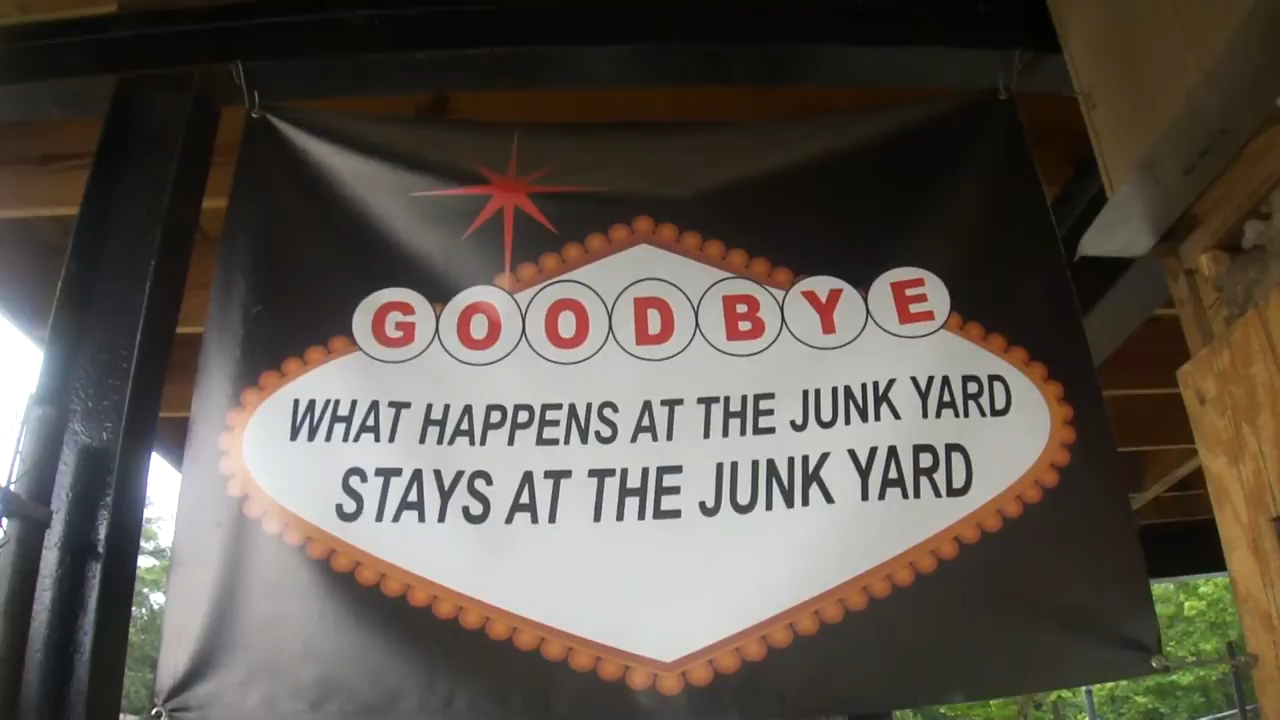 GOODBYE
WHAT HAPPENS AT THE JUNK YARD
STAYS AT THE JUNK YARD